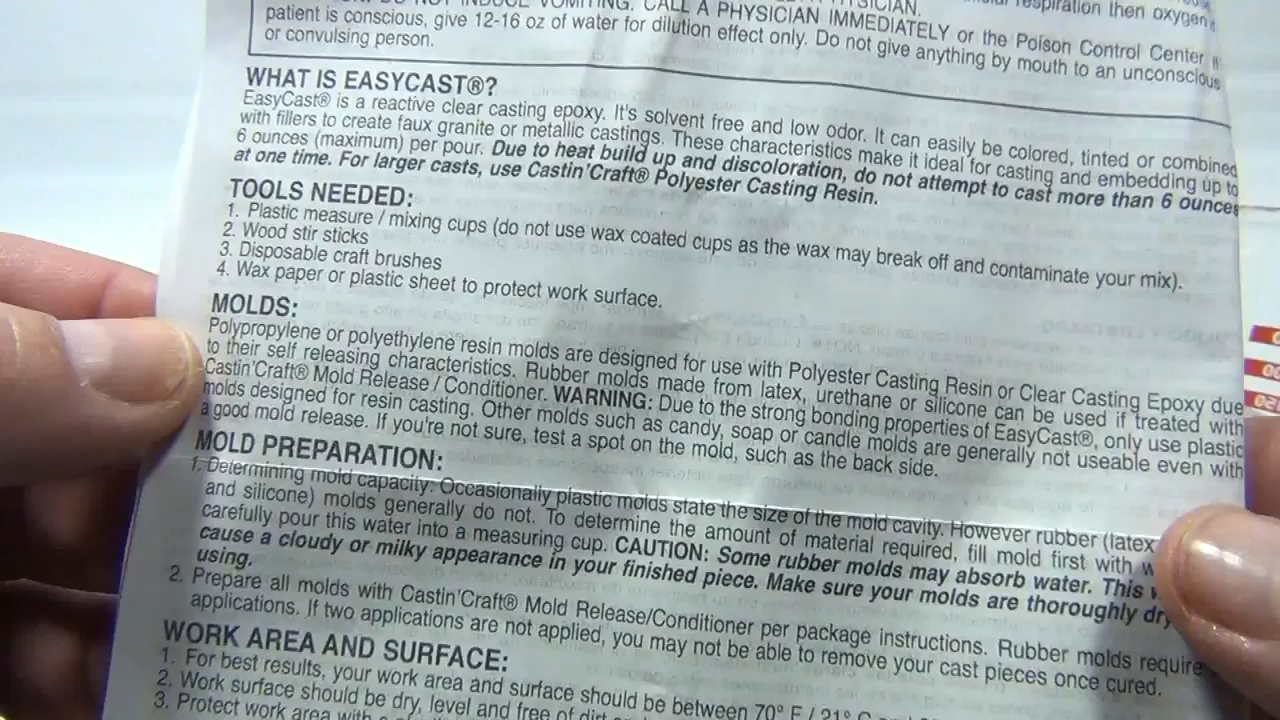 respiration then oxygen
DO NOT INDUCE VOMITING. CALL A PHYSICIAN IMMEDIATELY or the Poison Control Center
patient is conscious, give 12-16 oz of water for dilution effect only. Do not give anything by mouth to an unconscious
or convulsing person.
WHAT IS EASYCAST®?
EasyCast® is a reactive clear casting epoxy. It's solvent free and low odor. It can easily be colored, tinted or combined
with fillers to create faux granite or metallic castings. These characteristics make it ideal for casting and embedding up to
6 ounces (maximum) per pour. Due to heat build up and discoloration, do not attempt to cast more than 6 ounces
at one time. For larger casts, use Castin'Craft® Polyester Casting Resin.
TOOLS NEEDED:
1. Plastic measure / mixing cups (do not use wax coated cups as the wax may break off and contaminate your mix).
2. Wood stir sticks
3. Disposable craft brushes
4. Wax paper or plastic sheet to protect work surface.
MOLDS:
Polypropylene or polyethylene resin molds are designed for use with Polyester Casting Resin or Clear Casting Epoxy due
to their self releasing characteristics. Rubber molds made from latex, urethane or silicone can be used if treated with
Castin'Craft® Mold Release / Conditioner. WARNING: Due to the strong bonding properties of EasyCast®, only use plastic
molds designed for resin casting. Other molds such as candy, soap or candle molds are generally not useable even with
a good mold release. If you're not sure, test a spot on the mold, such as the back side.
MOLD PREPARATION:
1. Determining mold capacity. Occasionally plastic molds state the size of the mold cavity. However rubber (latex
and silicone) molds generally do not. To determine the amount of material required, fill mold first with
carefully pour this water into a measuring cup. CAUTION: Some rubber molds may absorb water. This
cause a cloudy or milky appearance in your finished piece. Make sure your molds are thoroughly dry
using.
2. Prepare all molds with Castin'Craft® Mold Release/Conditioner per package instructions. Rubber molds require
applications. If two applications are not applied, you may not be able to remove your cast pieces once cured.
WORK AREA AND SURFACE:
1. For best results, your work area and surface should be between 70° F / 21° C
2. Work surface should be dry, level and free of dirt
3. Protect work area with